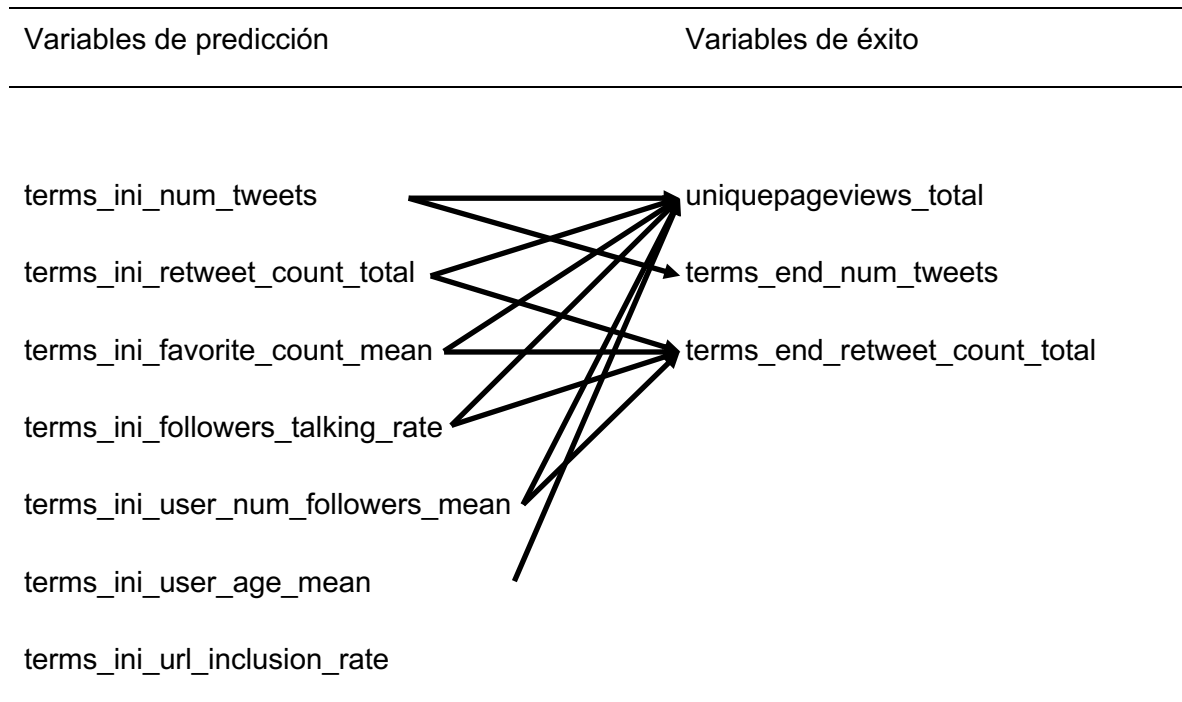 Variables de predicción Variables de éxito
terms_ini_num_tweets uniquepageviews_total
terms_ini_retweet_count_total terms_end_num_tweets
terms_ini_favorite_count_mean terms_end_retweet_count_total
terms_ini_followers_talking_rate
terms_ini_user_num_followers_mean
terms_ini_user_age_mean
terms_ini_url_inclusion_rate